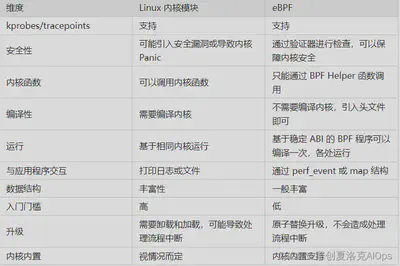 维度 Linux 内核模块 eBPF
kprobes/tracepoints 支持 支持
安全性 可能引入安全漏洞或导致内核 通过验证器进行检查，可以保
Panic 障内核安全
内核函数 可以调用内核函数 只能通过 BPF Helper 函数调
用
编译性 需要编译内核 不需要编译内核，引入头文件
即可
运行 基于相同内核运行 基于稳定 ABI 的 BPF 程序可以
编译一次，各处运行
与应用程序交互 打印日志或文件 通过 perf_event 或 map 结构
数据结构 丰富性 一般丰富
入门门槛 高 低
升级 需要卸载和加载，可能导致处 原子替换升级，不会造成处理
理流程中断 流程中断
内核内置 视情况而定 内核内置支持
创夏洛克AIOps